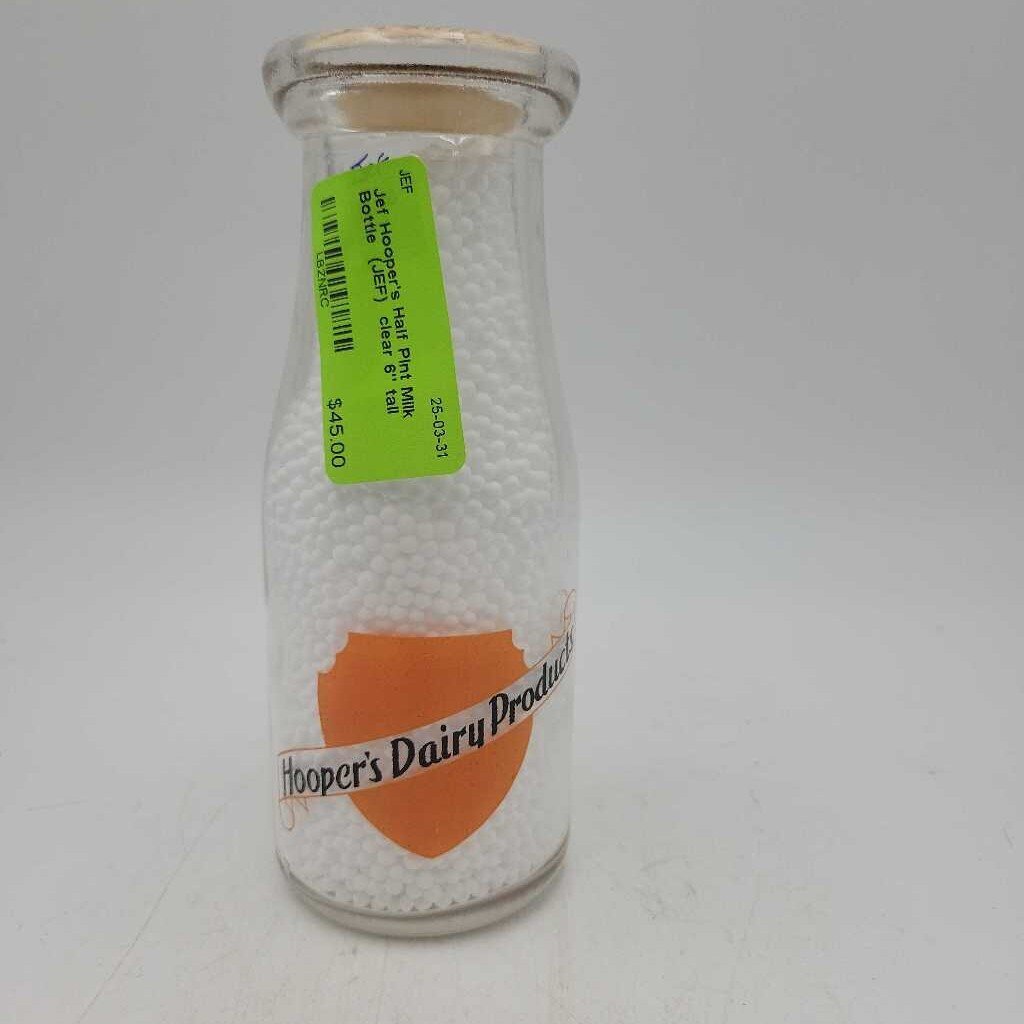 JEF
25-03-31
Jef Hooper's Half Pint Milk
Bottle (JEF) clear 6" tall
LBZNRC
$45.00
Hooper's Dairy Products